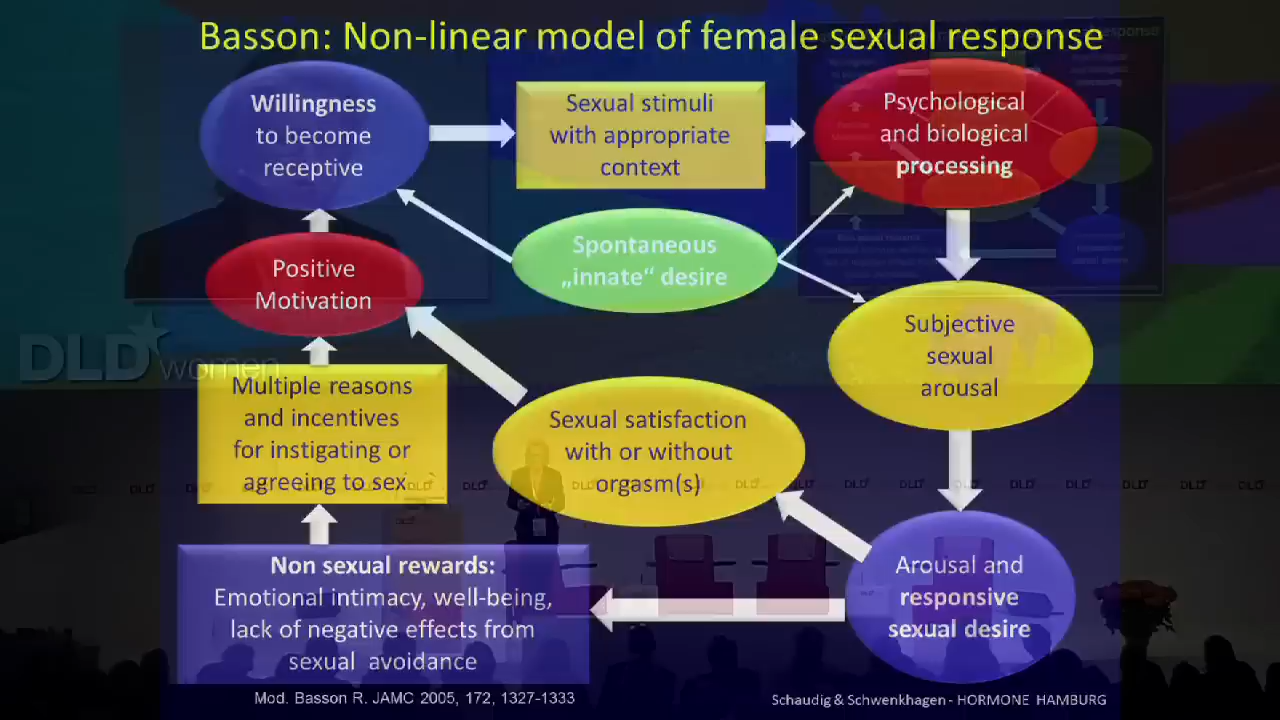 Basson: Non-linear model of female sexual response
Willingness
to become
receptive
Sexual stimuli
with appropriate
context
Psychological
and biological
processing
Spontaneous
„innate“ desire
Positive
Motivation
Subjective
sexual
arousal
DLD women
Multiple reasons
and incentives
for instigating or
agreeing to sex
Sexual satisfaction
with or without
orgasm(s)
Non sexual rewards:
Emotional intimacy, well-being,
lack of negative effects from
sexual avoidance
Arousal and
responsive
sexual desire
Mod. Basson R. JAMC 2005, 172, 1327-1333
Schaudig & Schwenkhagen - HORMONE HAMBURG